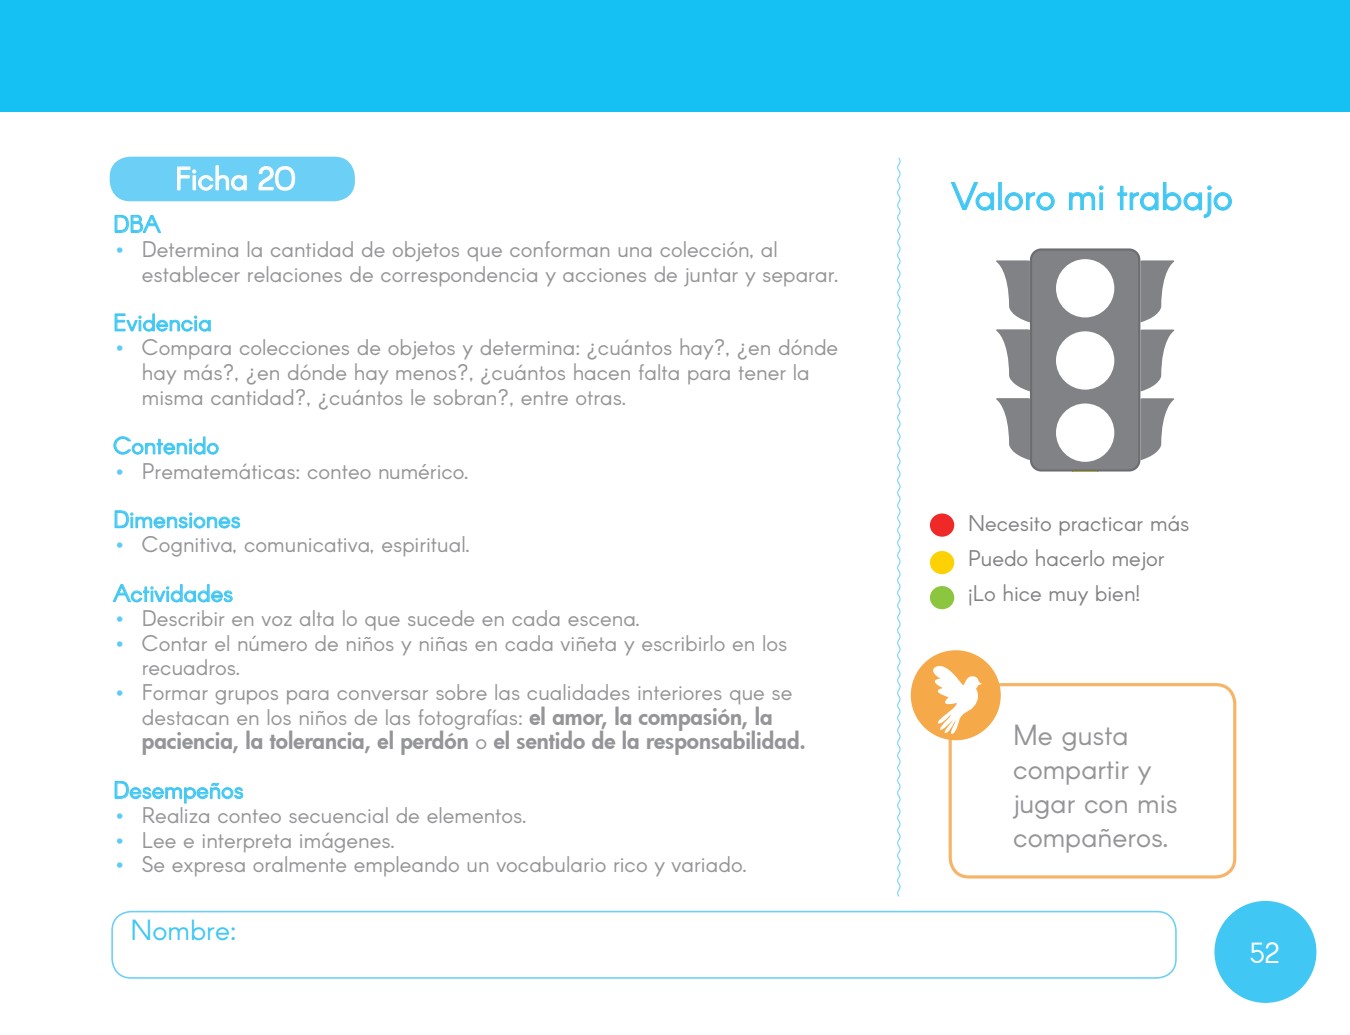 Ficha 20
DBA
• Determina la cantidad de objetos que conforman una colección, al
establecer relaciones de correspondencia y acciones de juntar y separar.
Evidencia
• Compara colecciones de objetos y determina: ¿cuántos hay?, ¿en dónde
hay más?, ¿en dónde hay menos?, ¿cuántos hacen falta para tener la
misma cantidad?, ¿cuántos le sobran?, entre otras.
Contenido
• Prematemáticas: conteo numérico.
Dimensiones
• Cognitiva, comunicativa, espiritual.
Actividades
• Describir en voz alta lo que sucede en cada escena.
• Contar el número de niños y niñas en cada viñeta y escribirlo en los
recuadros.
• Formar grupos para conversar sobre las cualidades interiores que se
destacan en los niños de las fotografías: el amor, la compasión, la
paciencia, la tolerancia, el perdón o el sentido de la responsabilidad.
Desempeños
• Realiza conteo secuencial de elementos.
• Lee e interpreta imágenes.
• Se expresa oralmente empleando un vocabulario rico y variado.
Valoro mi trabajo
Necesito practicar más
Puedo hacerlo mejor
¡Lo hice muy bien!
Me gusta
compartir y
jugar con mis
compañeros.
Nombre:
52